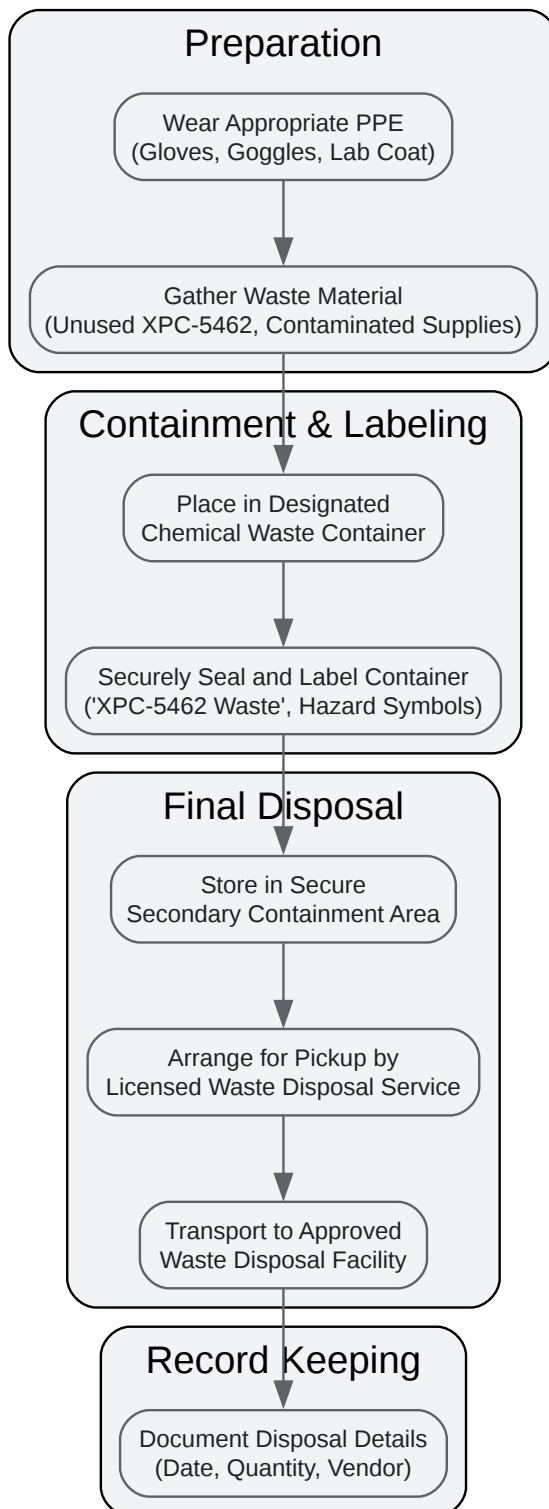 Preparation
Wear Appropriate PPE
(Gloves, Goggles, Lab Coat)
Gather Waste Material
(Unused XPC-5462, Contaminated Supplies)
Containment & Labeling
Place in Designated
Chemical Waste Container
Securely Seal and Label Container
('XPC-5462 Waste', Hazard Symbols)
Final Disposal
Store in Secure
Secondary Containment Area
Arrange for Pickup by
Licensed Waste Disposal Service
Transport to Approved
Waste Disposal Facility
Record Keeping
Document Disposal Details
(Date, Quantity, Vendor)